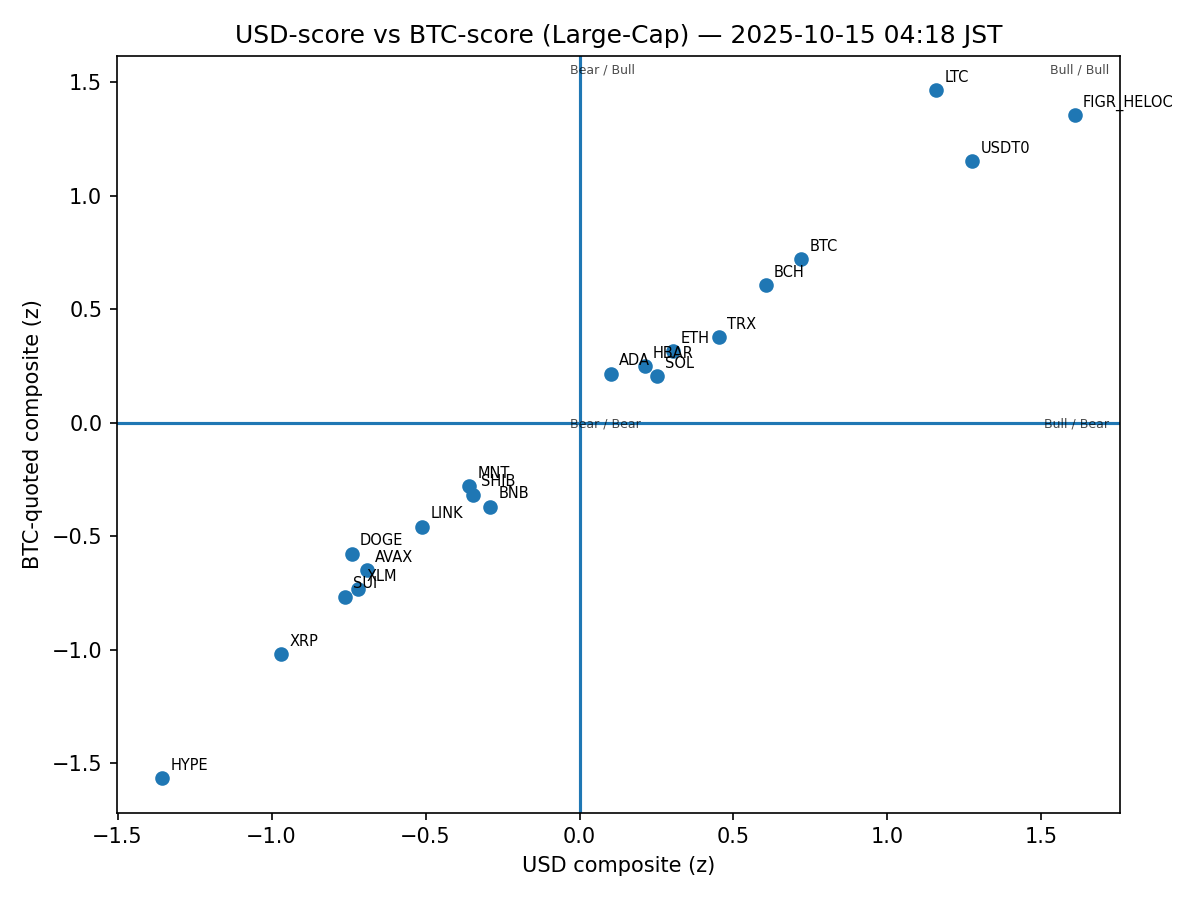 USD-score vs BTC-score (Large-Cap) — 2025-10-15 04:18 JST
Bear / Bull
Bull / Bull
LTC
FIGR_HELOC
USDT0
BTC
BCH
TRX
ETH
HBAR
ADA
SOL
Bear / Bear
Bull / Bear
MNT
SHIB
BNB
LINK
DOGE
AVAX
XLM
SUI
XRP
HYPE
1.5
1.0
0.5
0.0
−0.5
−1.0
−1.5
BTC-quoted composite (z)
−1.5
−1.0
−0.5
0.0
0.5
1.0
1.5
USD composite (z)